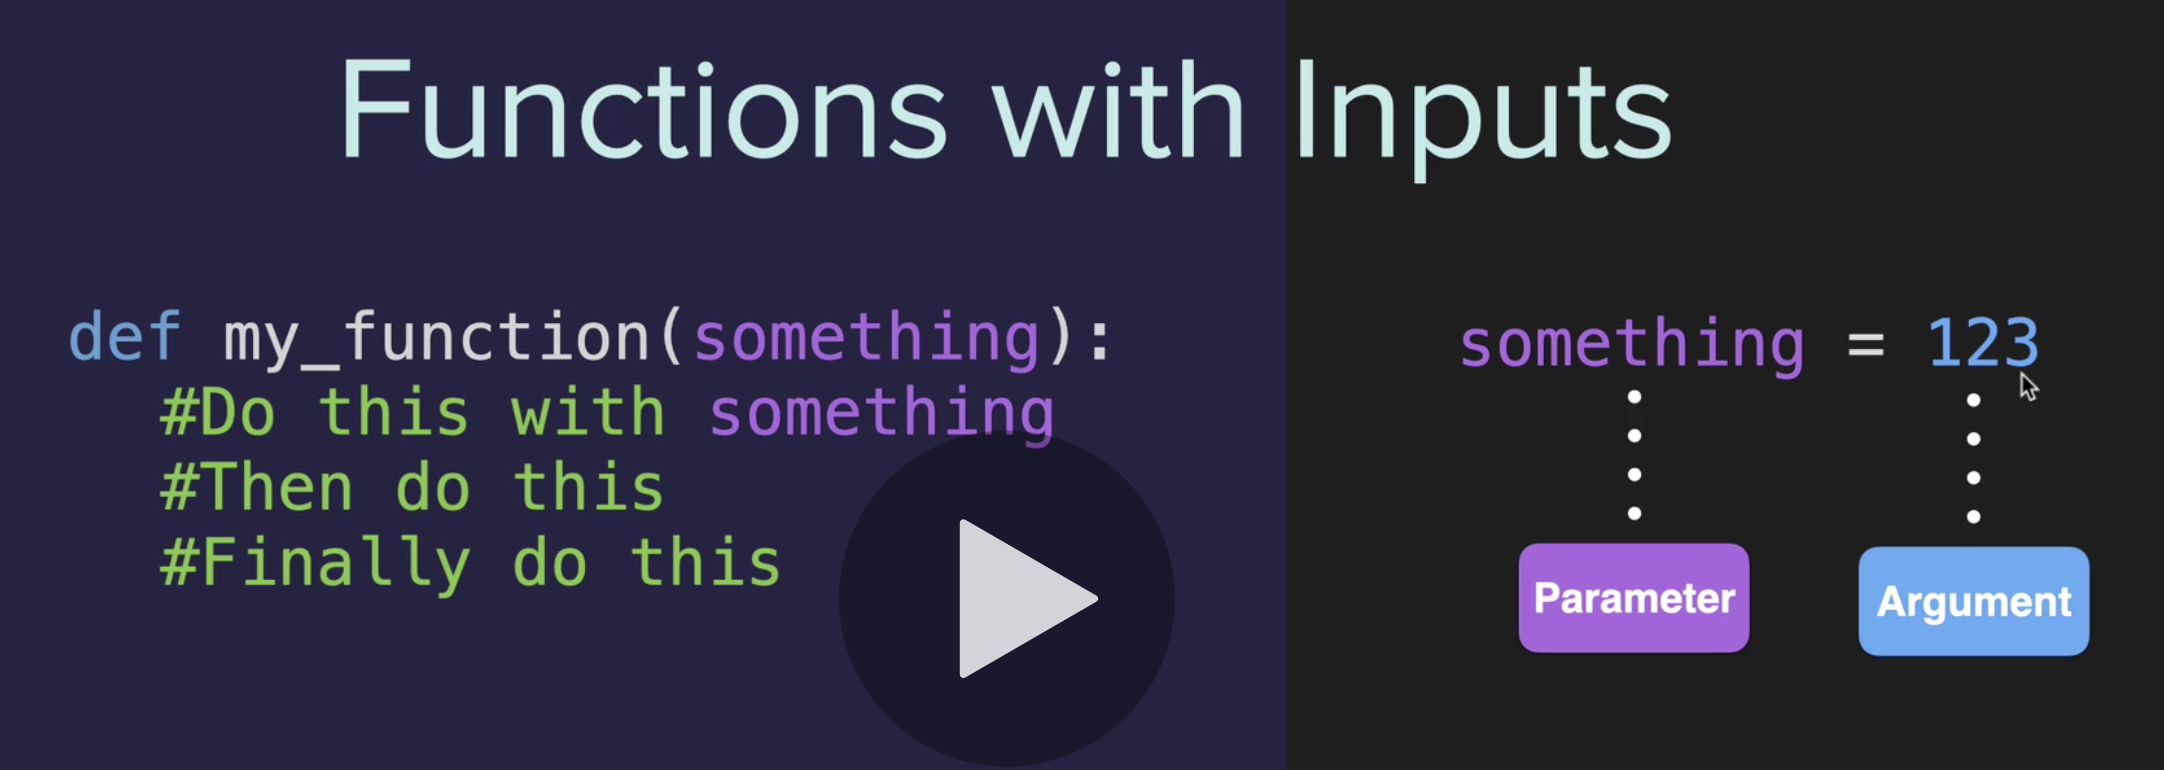 Functions with Inputs
def my_function(something):
#Do this with something
#Then do this
#Finally do this
something = 123
Parameter
Argument